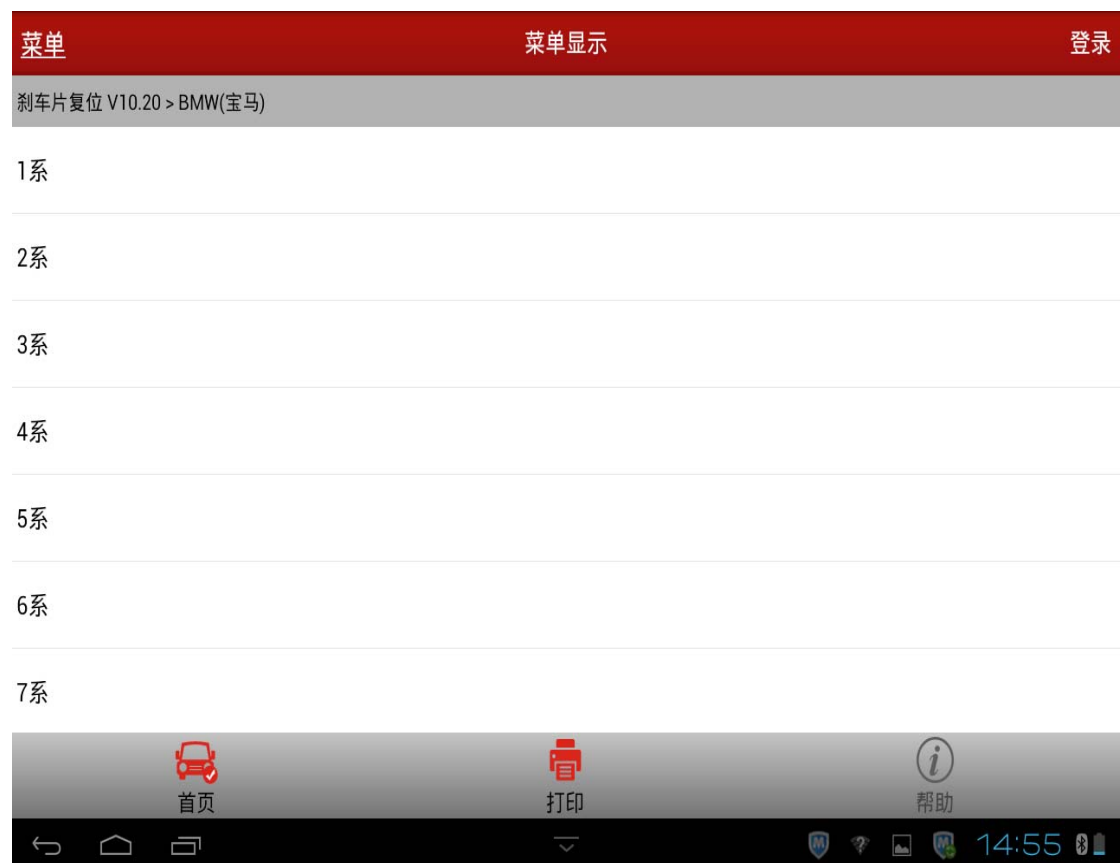 菜单 菜单显示 登录
刹车片复位 V10.20 > BMW(宝马)
1系
2系
3系
4系
5系
6系
7系
首页 打印 帮助
14:55